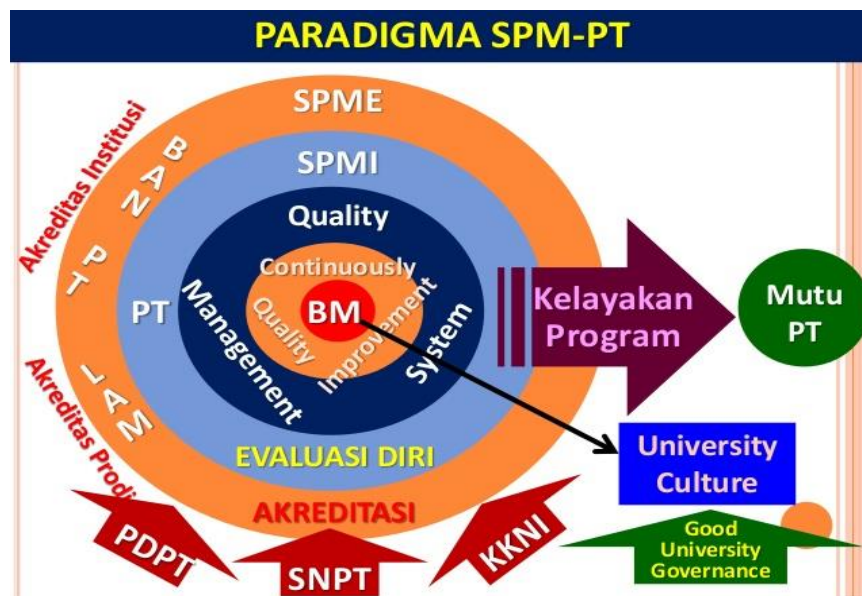 PARADIGMA SPM-PT
Akreditas Institusi
Akreditas Prodi
SPME
BAN PT
LAM
SPMI
PT
Quality
Management
System
Continuously
Quality
Improvement
BM
EVALUASI DIRI
AKREDITASI
Kelayakan
Program
Mutu
PT
University
Culture
Good
University
Governance
PDPT
SNPT
KKNI